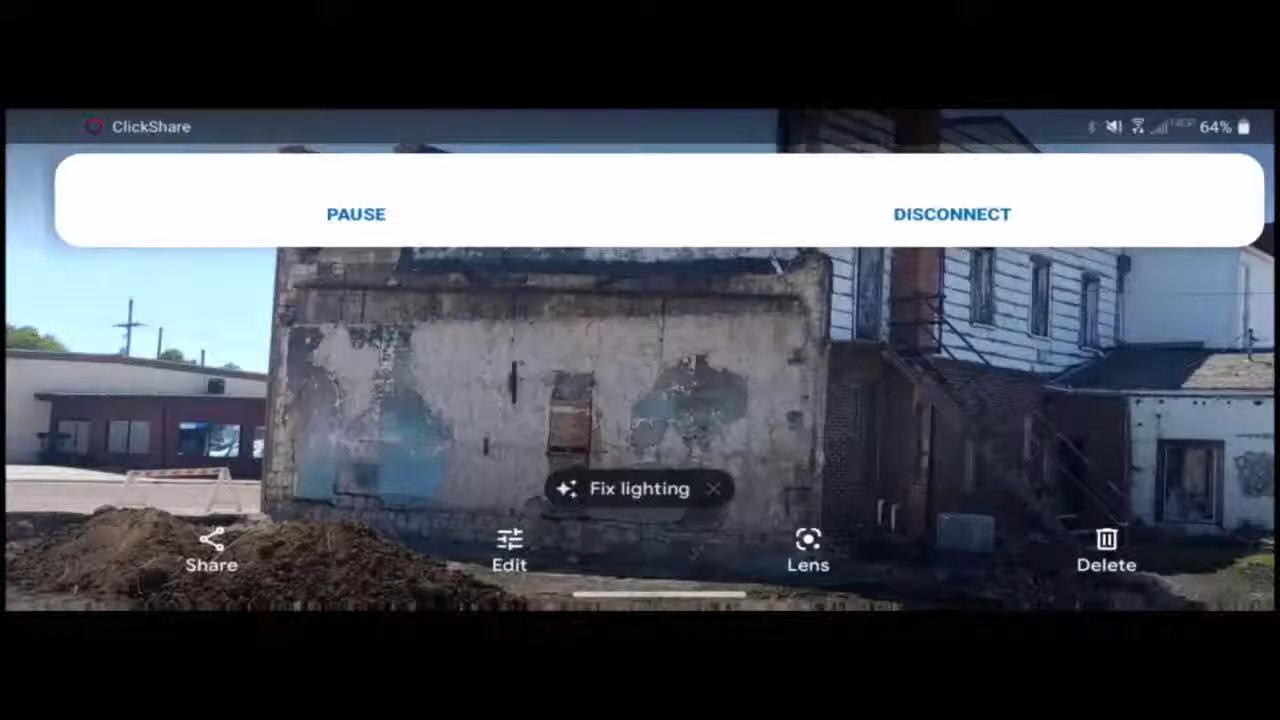 ClickShare
64%
PAUSE
DISCONNECT
Fix lighting
Share
Edit
Lens
Delete